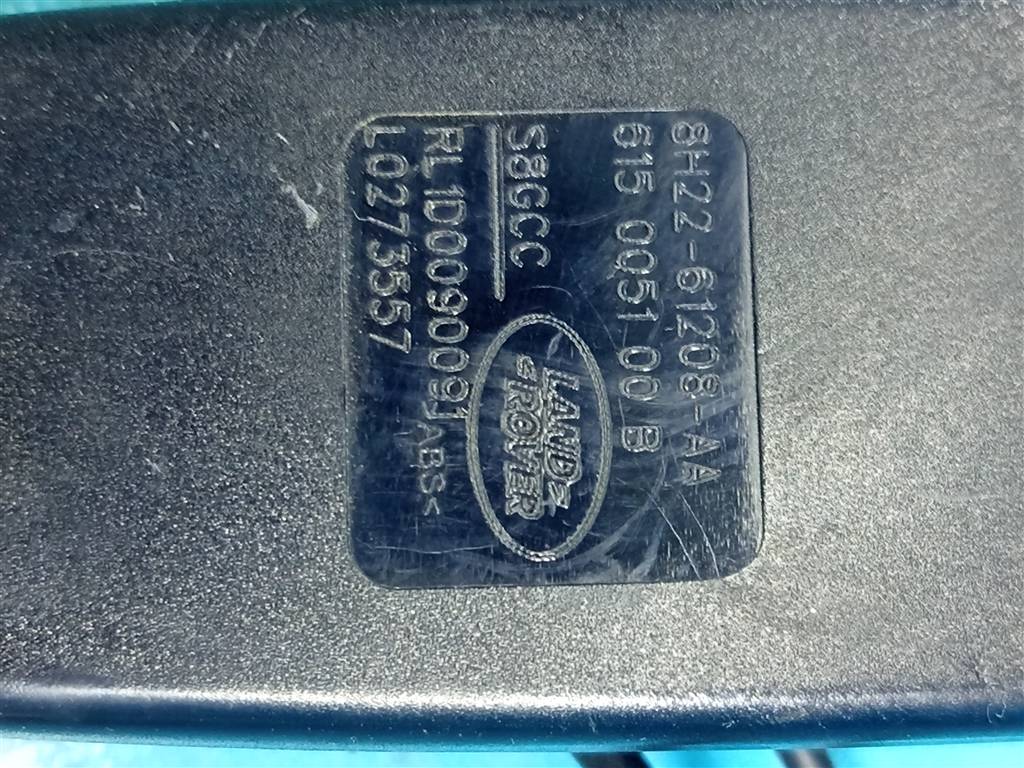 8H22-61208-AA
615 0051 00 B
S8GCC
LAND
ROVER
RL1D0090091
>ABS<
L0273557